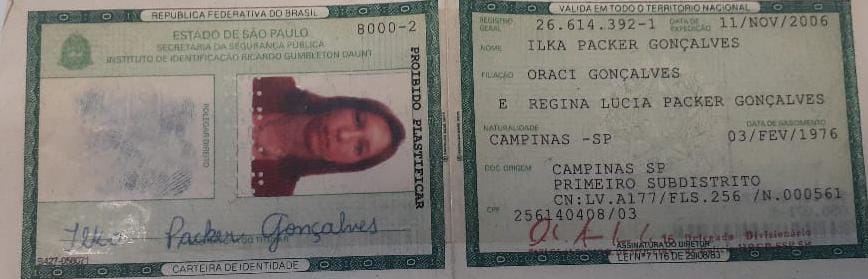 REPÚBLICA FEDERATIVA DO BRASIL
ESTADO DE SÃO PAULO
8000-2
SECRETARIA DA SEGURANÇA PÚBLICA
INSTITUTO DE IDENTIFICAÇÃO RICARDO GUMBLETON DAUNT
POLEGAR DIREITO
PROIBIDO PLASTIFICAR
Ilka Packer Gonçalves
CARTEIRA DE IDENTIDADE
VÁLIDA EM TODO O TERRITÓRIO NACIONAL
REGISTRO GERAL 26.614.392-1 DATA DE EXPEDIÇÃO 11/NOV/2006
NOME ILKA PACKER GONÇALVES
FILIAÇÃO ORACI GONÇALVES
E REGINA LUCIA PACKER GONÇALVES
NATURALIDADE DATA DE NASCIMENTO
CAMPINAS -SP 03/FEV/1976
DOC ORIGEM CAMPINAS SP
PRIMEIRO SUBDISTRITO
CN:LV.A177/FLS.256 /N.000561
CPF 256140408/03
ASSINATURA DO DIRETOR
LEI Nº 7.116 DE 29/08/83